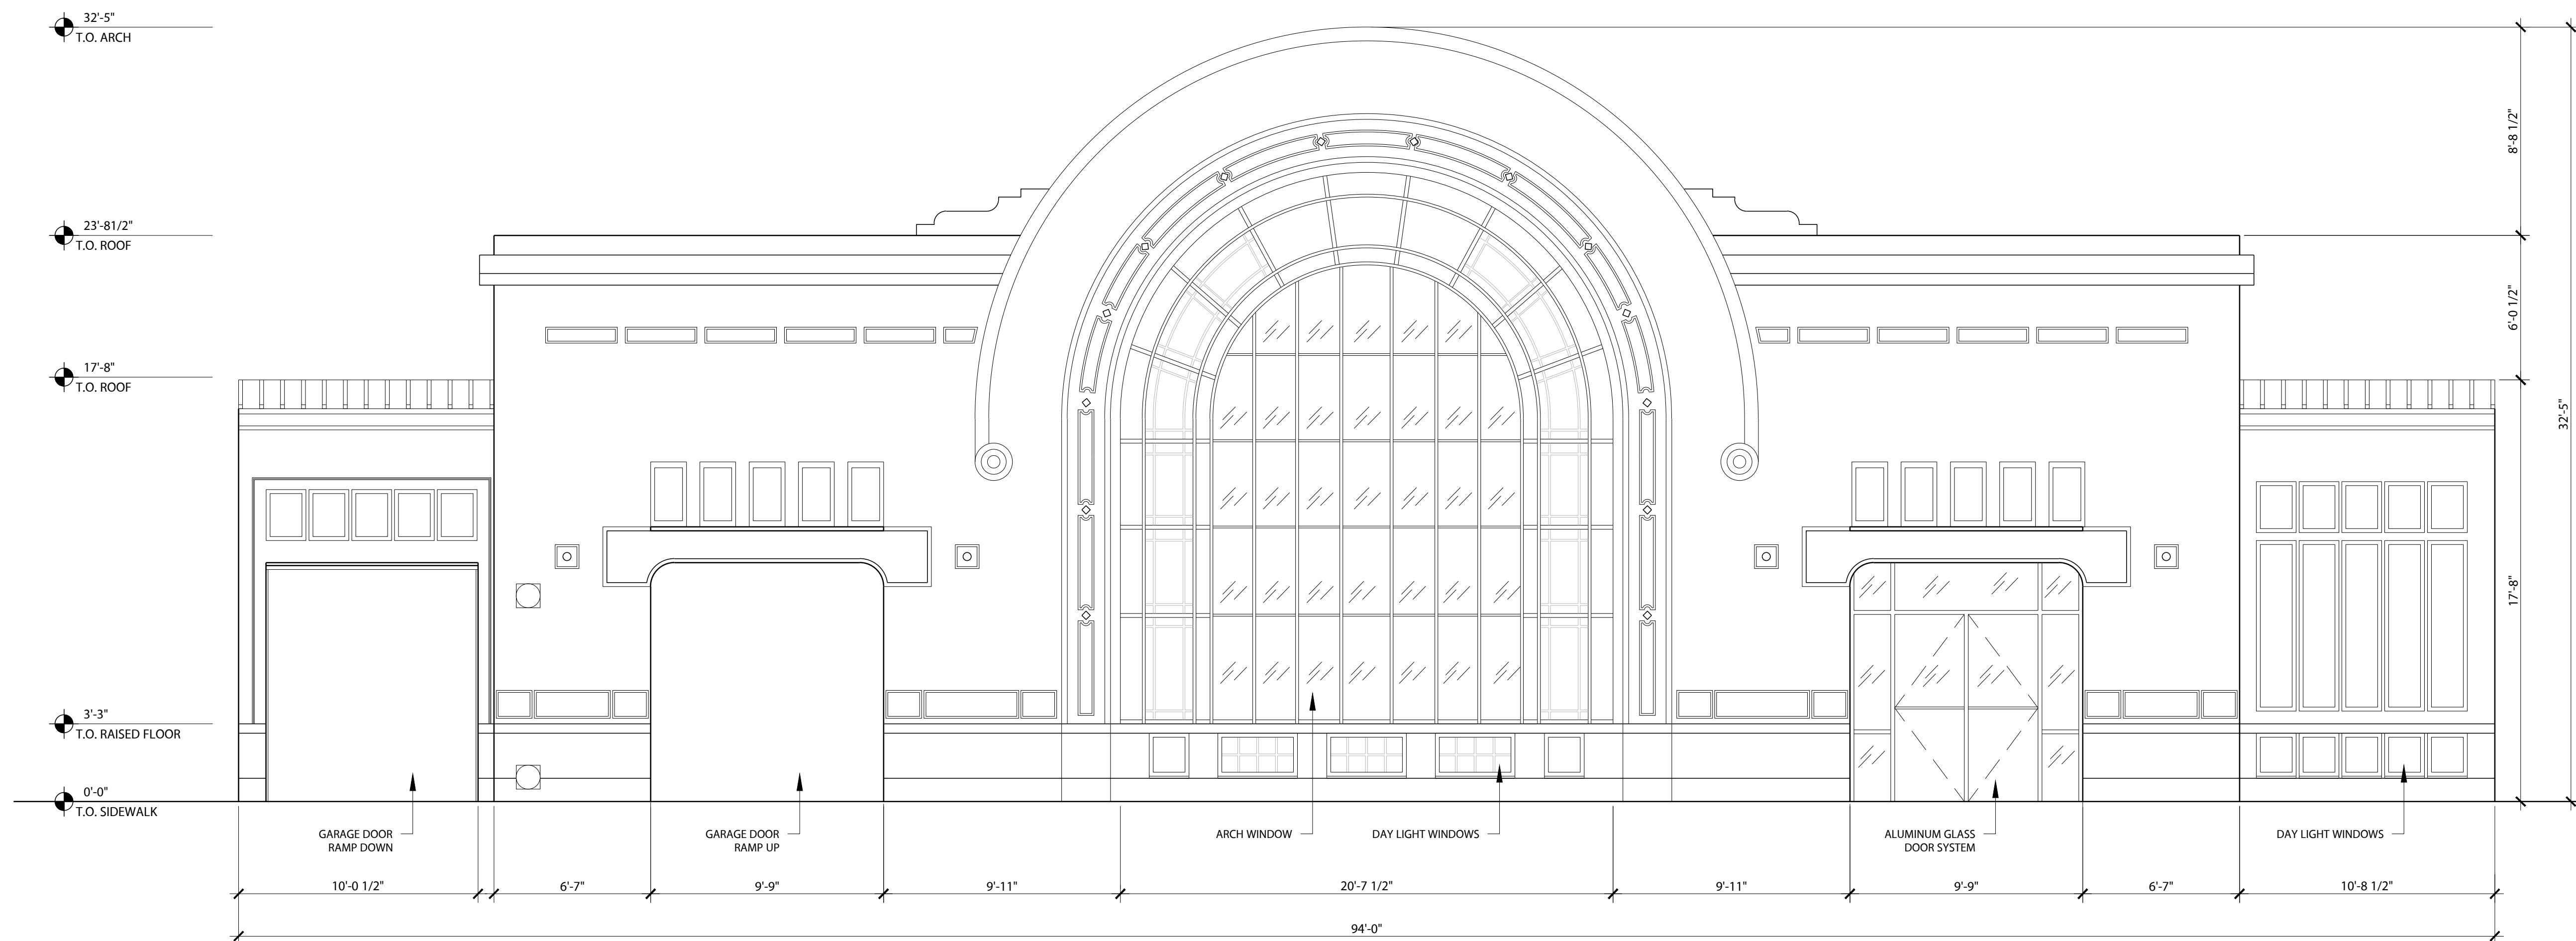 32'-5"
T.O. ARCH
23'-81/2"
T.O. ROOF
17'-8"
T.O. ROOF
3'-3"
T.O. RAISED FLOOR
0'-0"
T.O. SIDEWALK
8'-8 1/2"
6'-0 1/2"
17'-8"
32'-5"
GARAGE DOOR
RAMP DOWN
GARAGE DOOR
RAMP UP
ARCH WINDOW
DAY LIGHT WINDOWS
ALUMINUM GLASS
DOOR SYSTEM
DAY LIGHT WINDOWS
10'-0 1/2"
6'-7"
9'-9"
9'-11"
20'-7 1/2"
9'-11"
9'-9"
6'-7"
10'-8 1/2"
94'-0"